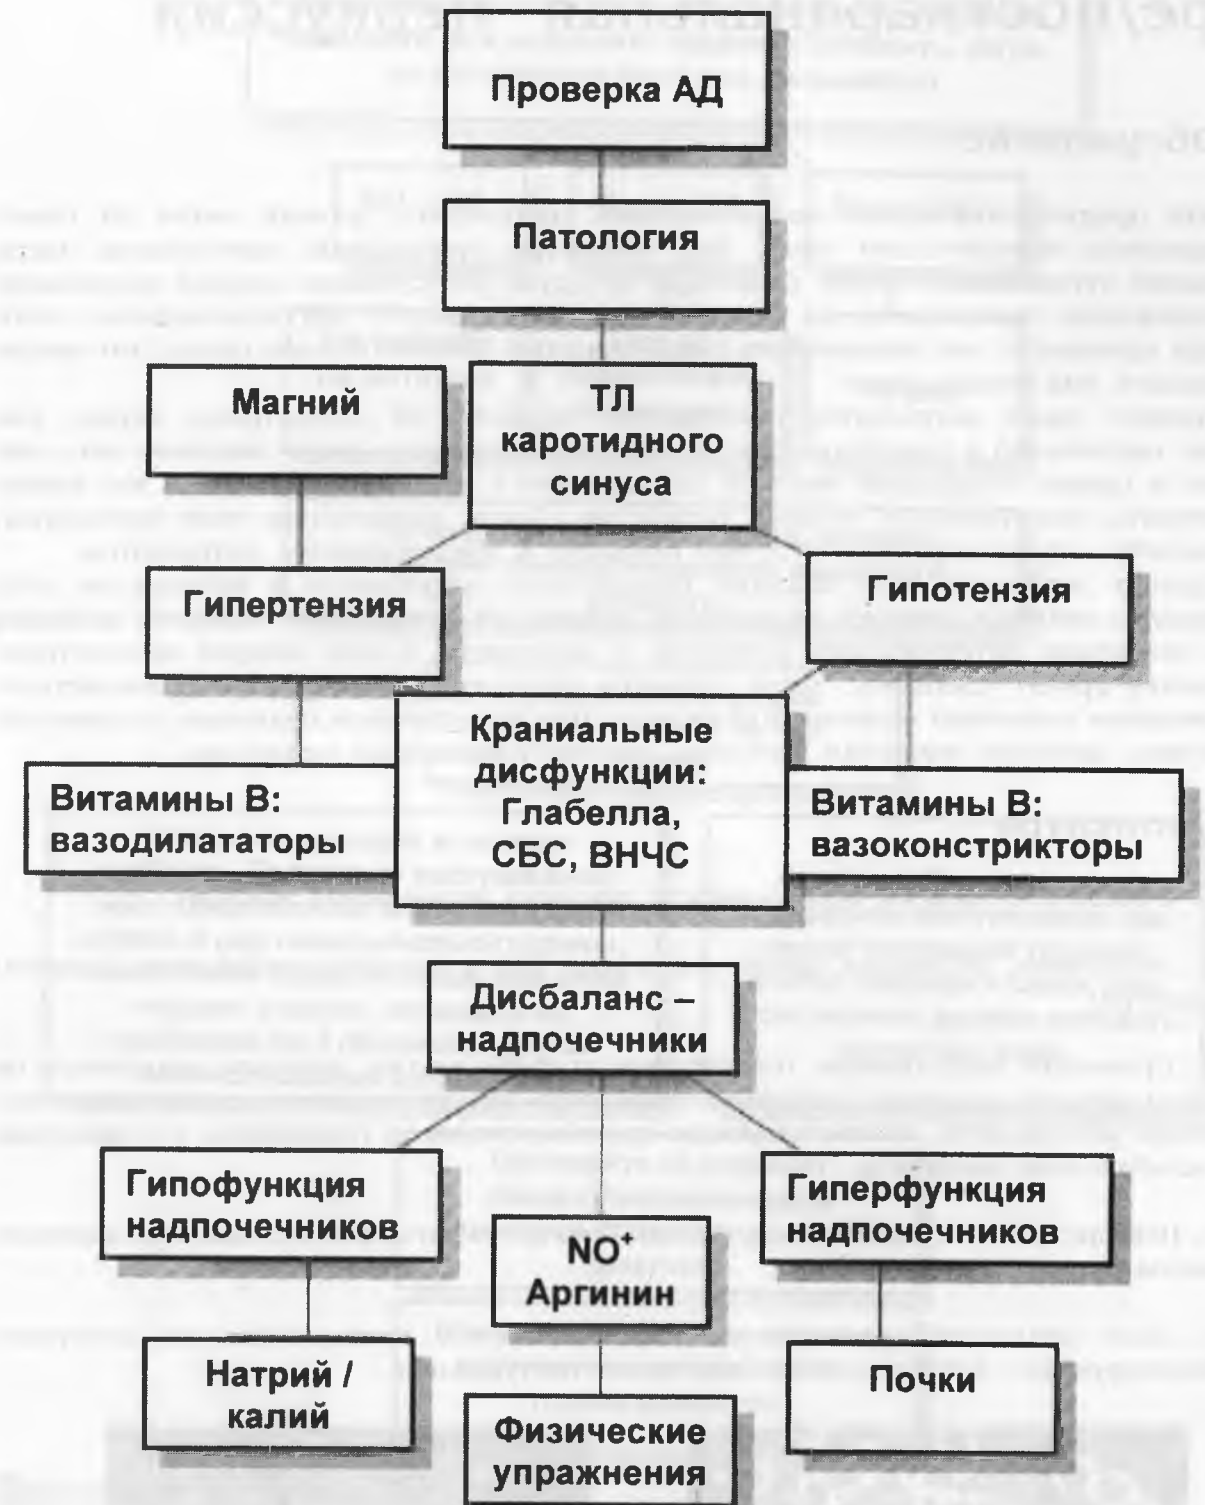 Проверка АД
Патология
Магний
ТЛ
каротидного
синуса
Гипертензия
Гипотензия
Краниальные
дисфункции:
Глабелла,
СБС, ВНЧС
Витамины В:
вазодилататоры
Витамины В:
вазоконстрикторы
Дисбаланс –
надпочечники
Гипофункция
надпочечников
NO⁺
Аргинин
Гиперфункция
надпочечников
Натрий /
калий
Физические
упражнения
Почки